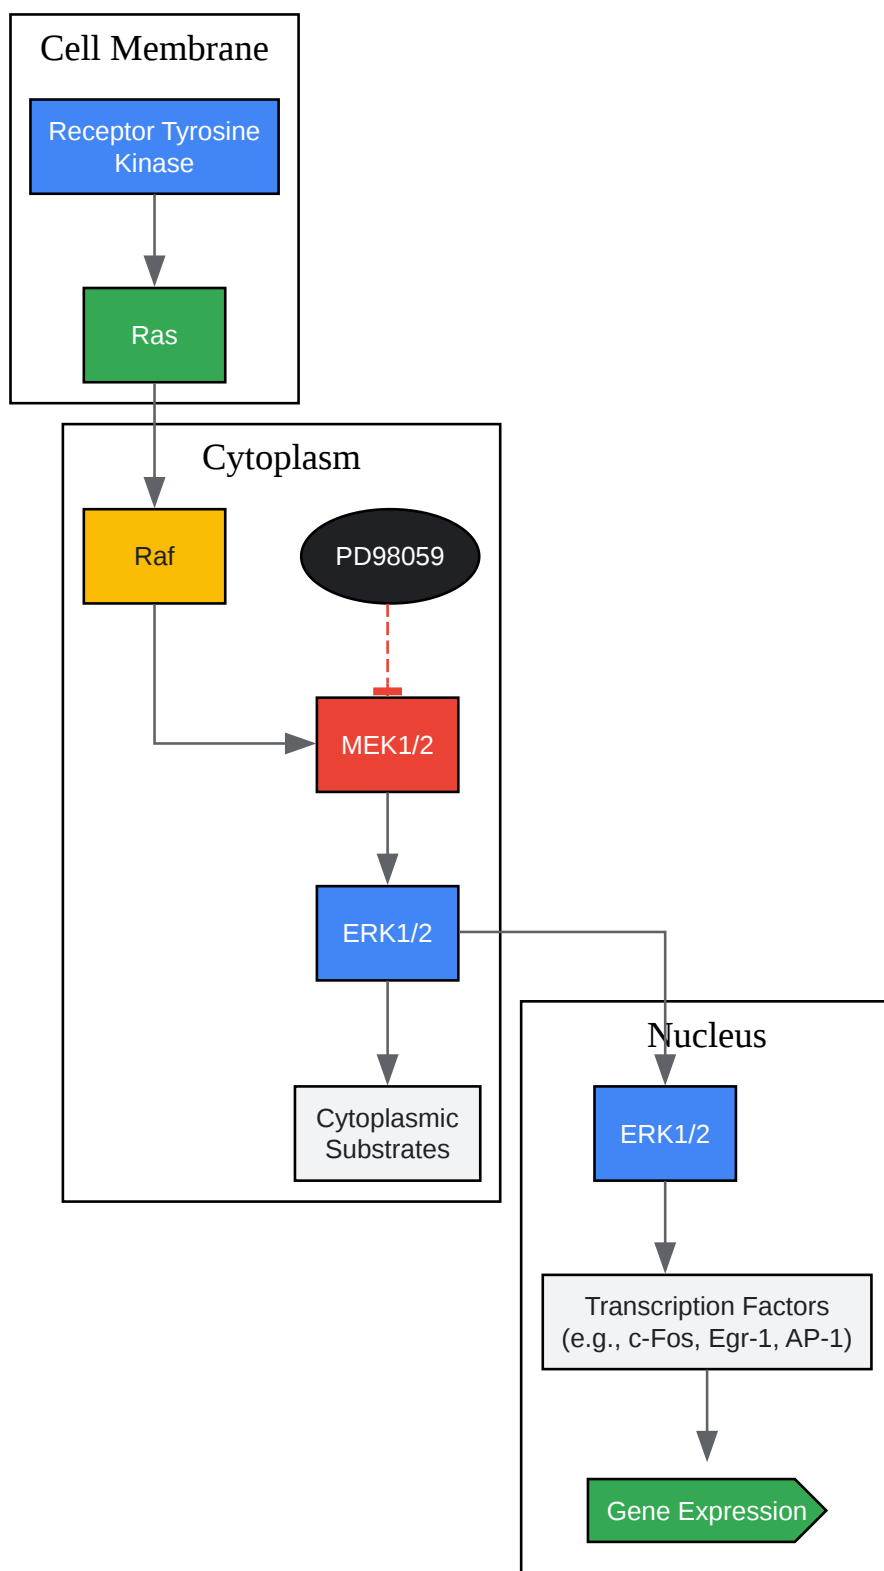 Cell Membrane
Receptor Tyrosine
Kinase
Ras
Cytoplasm
Raf
PD98059
MEK1/2
ERK1/2
Cytoplasmic
Substrates
Nucleus
ERK1/2
Transcription Factors
(e.g., c-Fos, Egr-1, AP-1)
Gene Expression